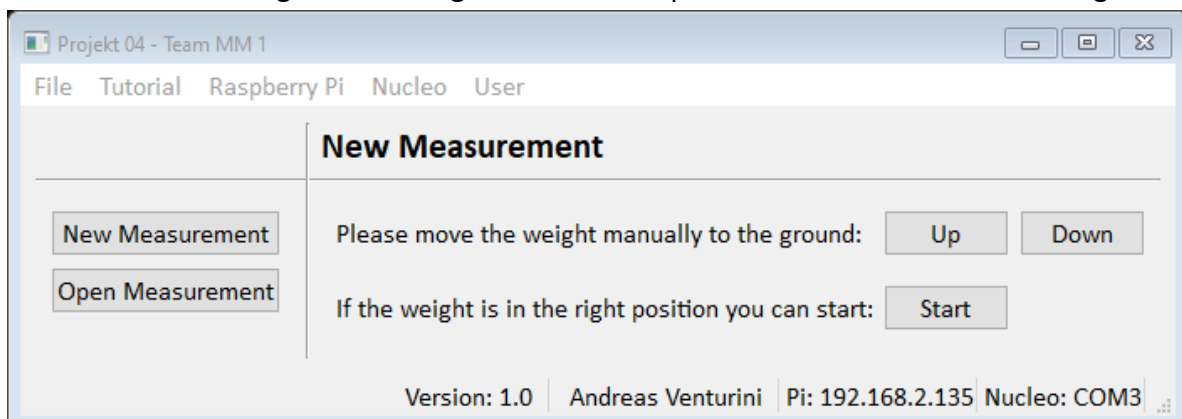 Projekt 04 - Team MM 1
File Tutorial Raspberry Pi Nucleo User
New Measurement
New Measurement
Open Measurement
Please move the weight manually to the ground: Up Down
If the weight is in the right position you can start: Start
Version: 1.0 Andreas Venturini Pi: 192.168.2.135 Nucleo: COM3